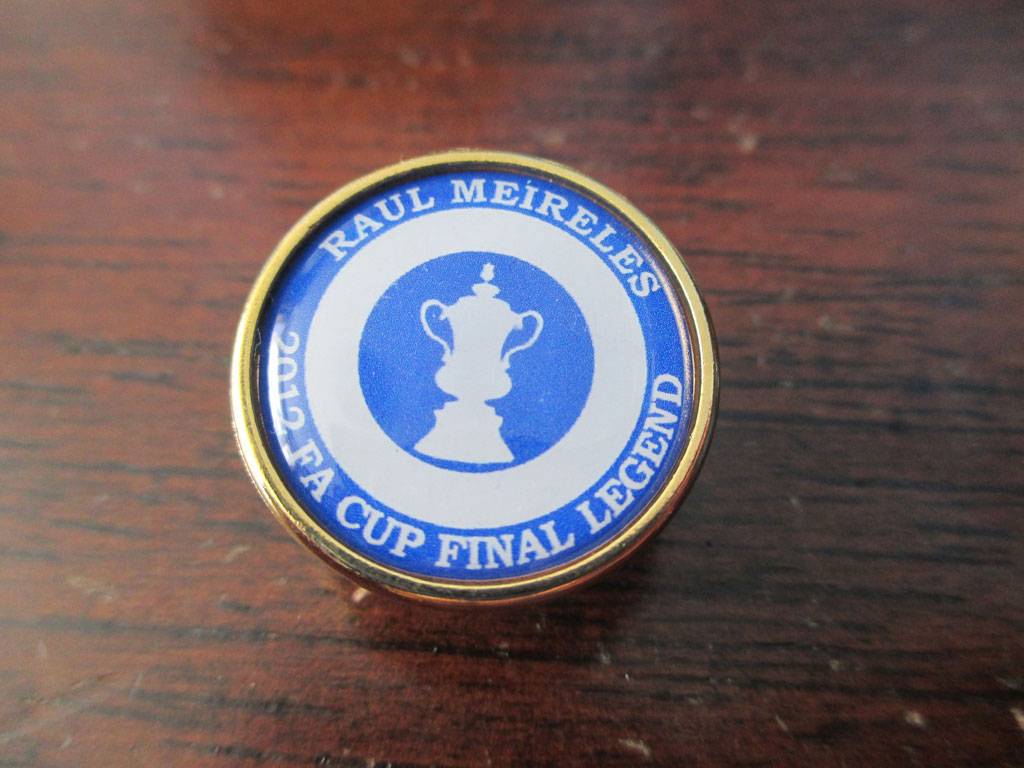 RAUL MEIRELES
2012 FA CUP FINAL LEGEND